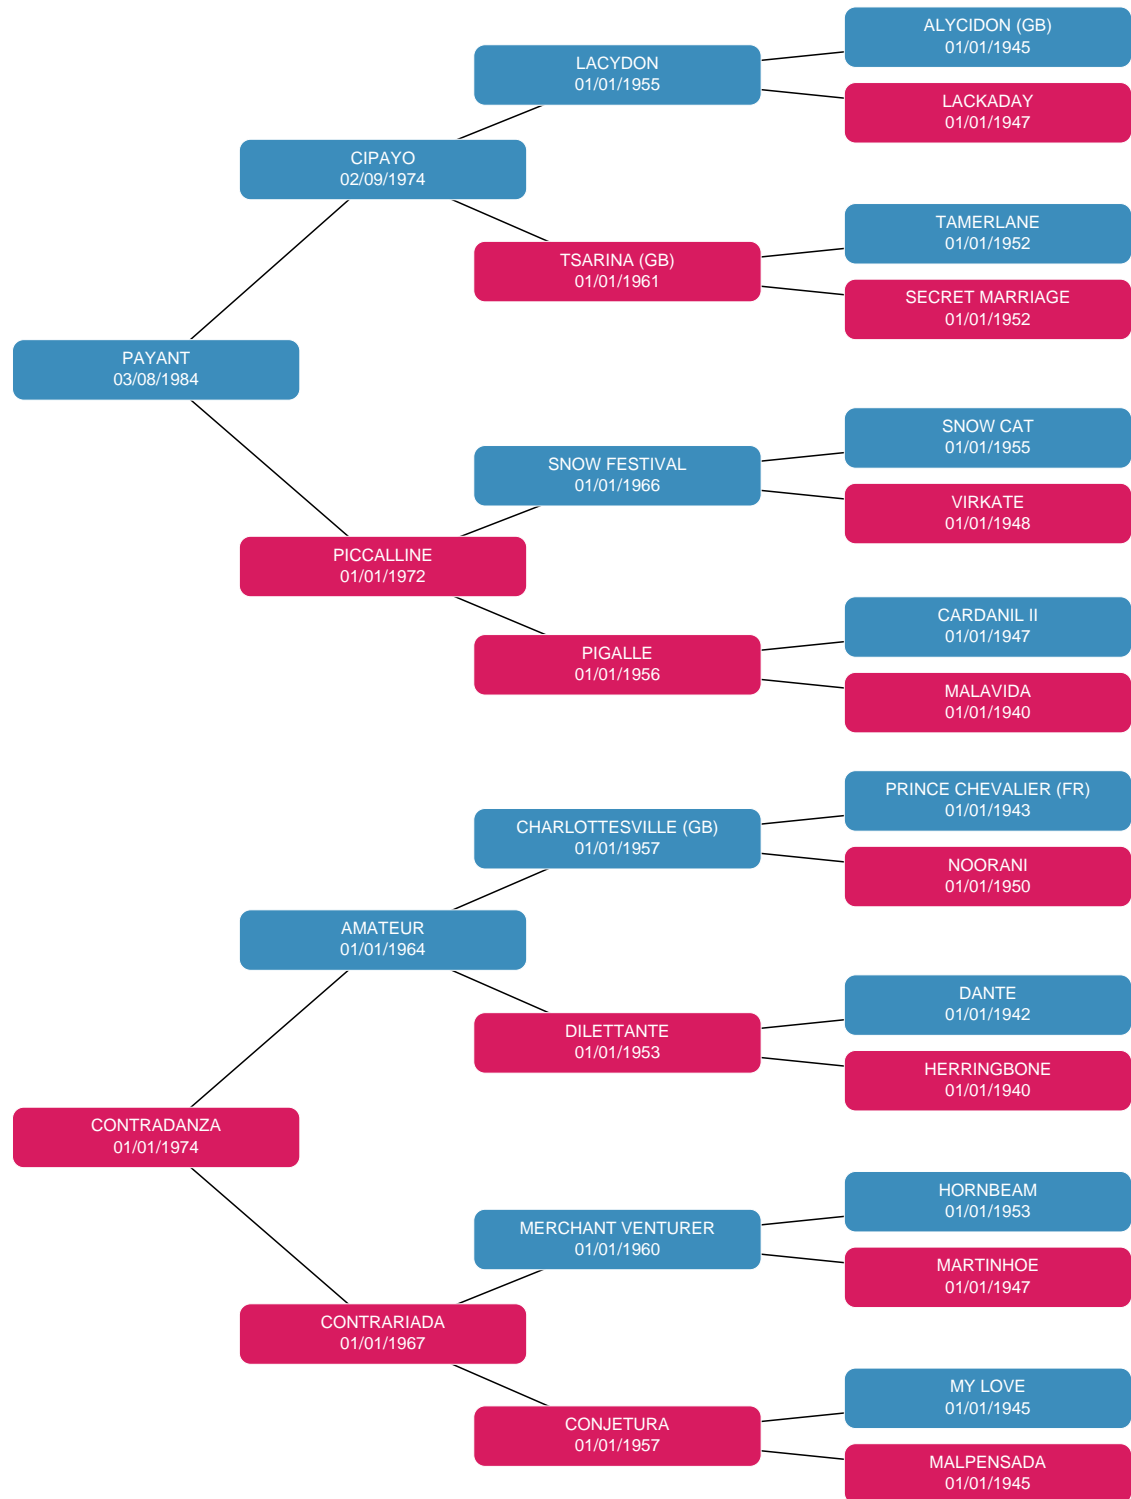 ALYCIDON (GB)
01/01/1945
LACYDON
01/01/1955
LACKADAY
01/01/1947
CIPAYO
02/09/1974
TAMERLANE
01/01/1952
TSARINA (GB)
01/01/1961
SECRET MARRIAGE
01/01/1952
PAYANT
03/08/1984
SNOW CAT
01/01/1955
SNOW FESTIVAL
01/01/1966
VIRKATE
01/01/1948
PICCALLINE
01/01/1972
CARDANIL II
01/01/1947
PIGALLE
01/01/1956
MALAVIDA
01/01/1940
PRINCE CHEVALIER (FR)
01/01/1943
CHARLOTTESVILLE (GB)
01/01/1957
NOORANI
01/01/1950
AMATEUR
01/01/1964
DANTE
01/01/1942
DILETTANTE
01/01/1953
HERRINGBONE
01/01/1940
CONTRADANZA
01/01/1974
HORNBEAM
01/01/1953
MERCHANT VENTURER
01/01/1960
MARTINHOE
01/01/1947
CONTRARIADA
01/01/1967
MY LOVE
01/01/1945
CONJETURA
01/01/1957
MALPENSADA
01/01/1945